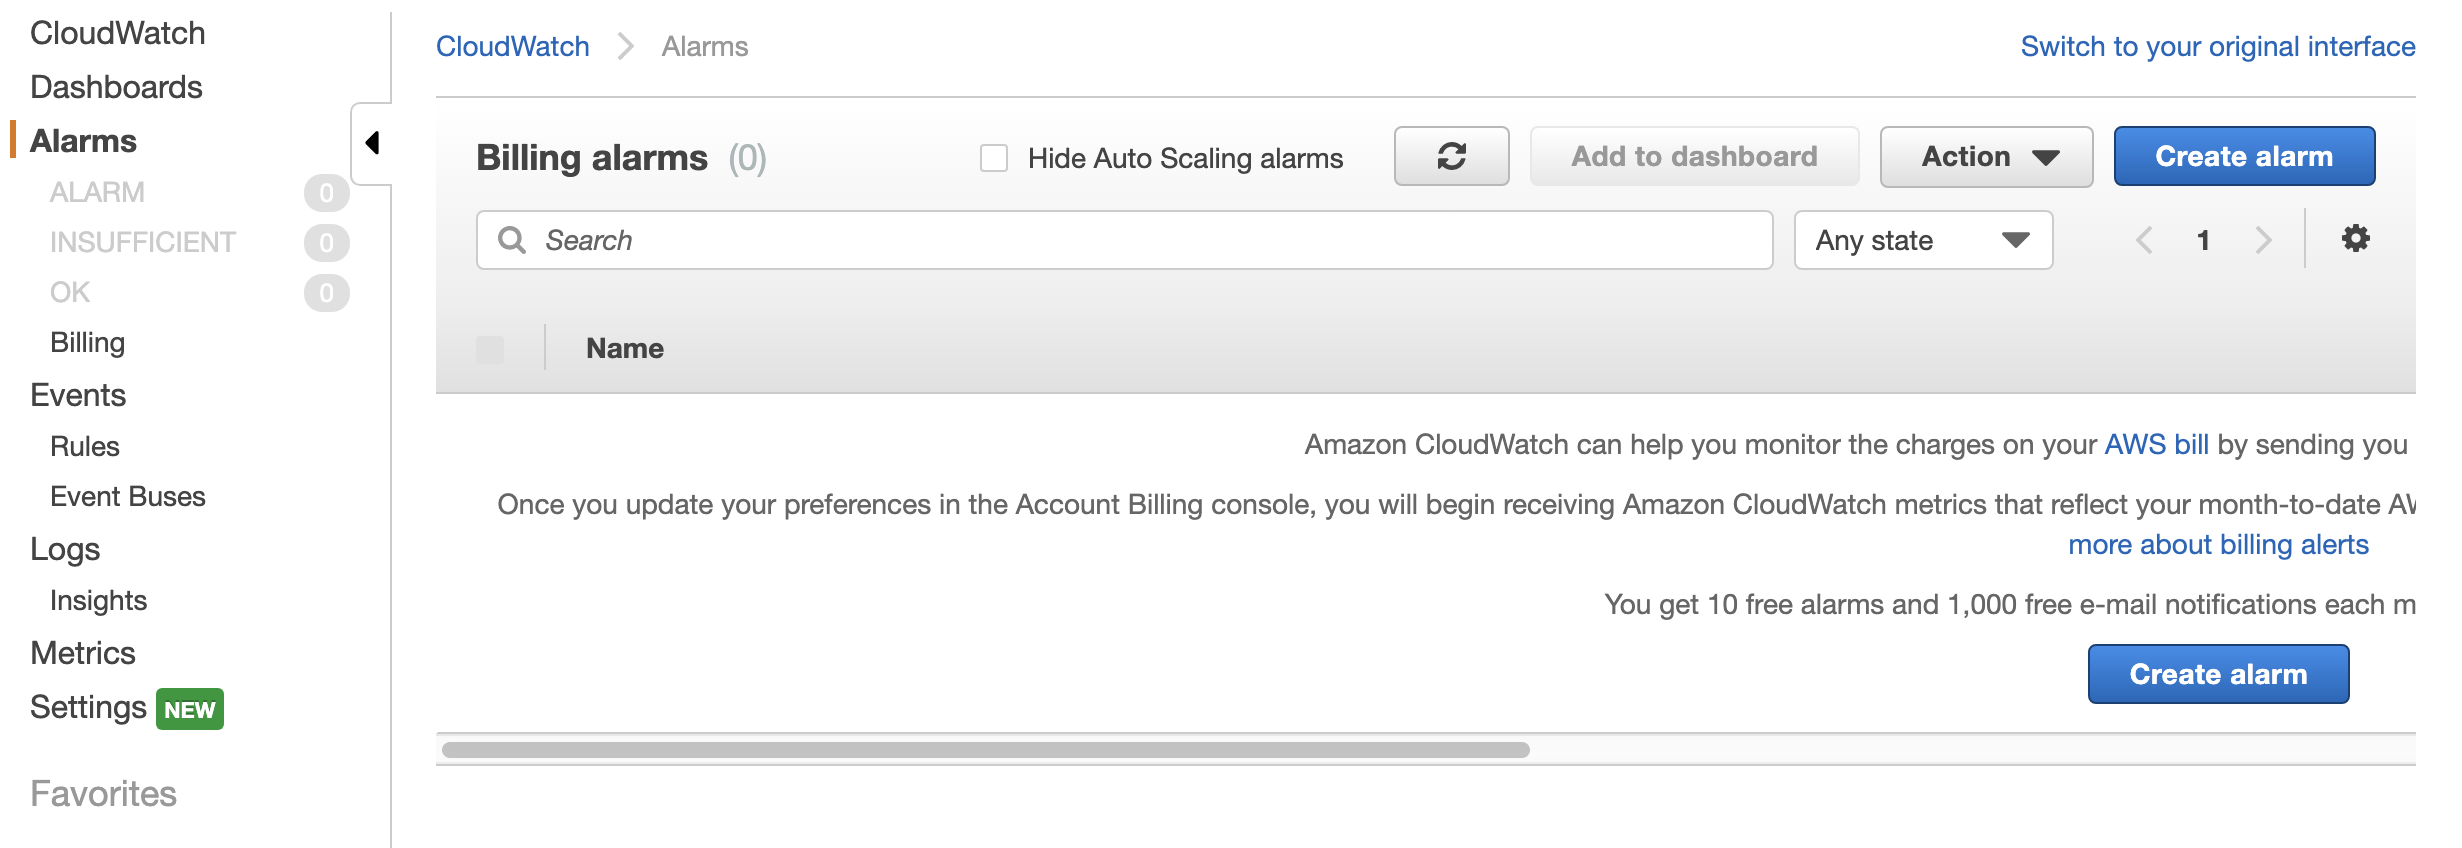 CloudWatch
Dashboards
Alarms
ALARM 0
INSUFFICIENT 0
OK 0
Billing
Events
Rules
Event Buses
Logs
Insights
Metrics
Settings NEW
Favorites
CloudWatch Alarms
Switch to your original interface
Billing alarms (0)
Hide Auto Scaling alarms
Add to dashboard
Action
Create alarm
Search
Any state
1
Name
Amazon CloudWatch can help you monitor the charges on your AWS bill by sending you
Once you update your preferences in the Account Billing console, you will begin receiving Amazon CloudWatch metrics that reflect your month-to-date
more about billing alerts
You get 10 free alarms and 1,000 free e-mail notifications each
Create alarm